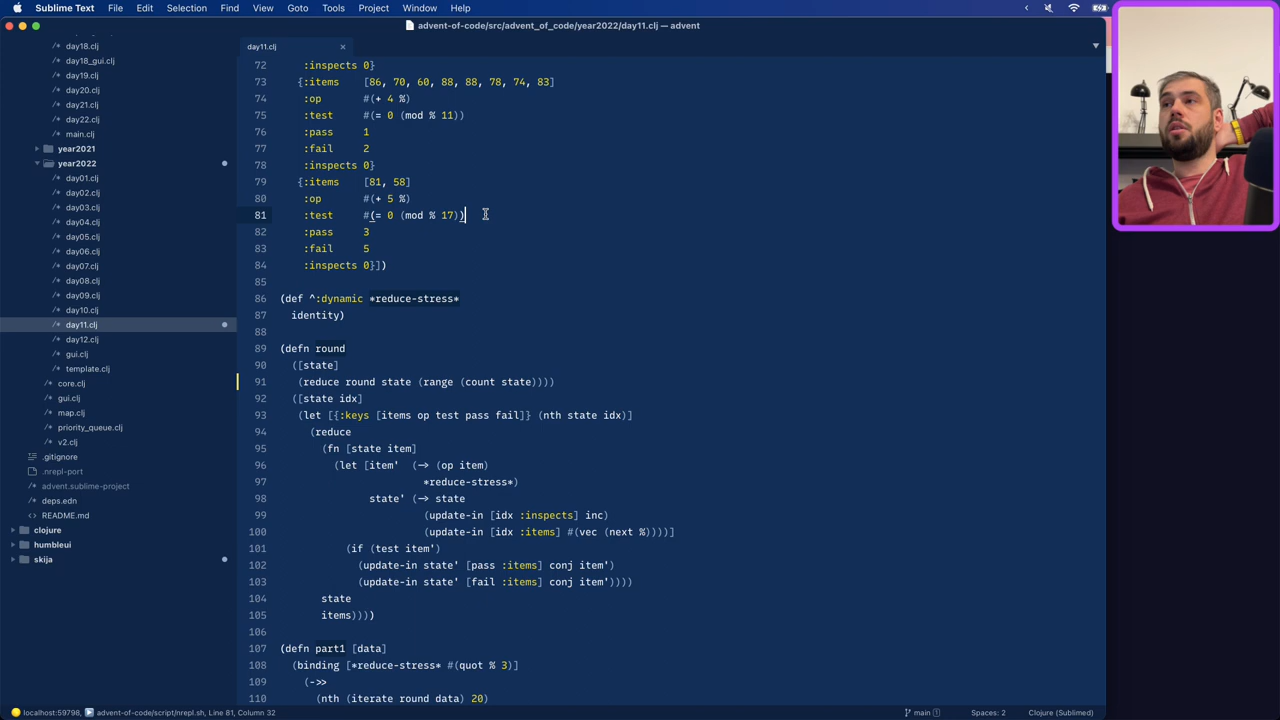 Sublime Text File Edit Selection Find View Goto Tools Project Window Help
advent-of-code/src/advent_of_code/year2022/day11.clj — advent
day18.clj
day18_gui.clj
day19.clj
day20.clj
day21.clj
day22.clj
main.clj
year2021
year2022
day01.clj
day02.clj
day03.clj
day04.clj
day05.clj
day06.clj
day07.clj
day08.clj
day09.clj
day10.clj
day11.clj
day12.clj
gui.clj
template.clj
core.clj
gui.clj
map.clj
priority_queue.clj
v2.clj
.gitignore
.nrepl-port
advent.sublime-project
deps.edn
README.md
clojure
humbleui
skija
day11.clj
72 :inspects 0}
73 {:items [86, 70, 60, 88, 88, 78, 74, 83]
74 :op #(+ 4 %)
75 :test #(= 0 (mod % 11))
76 :pass 1
77 :fail 2
78 :inspects 0}
79 {:items [81, 58]
80 :op #(+ 5 %)
81 :test #(= 0 (mod % 17))
82 :pass 3
83 :fail 5
84 :inspects 0}])
85
86 (def ^:dynamic *reduce-stress*
87 identity)
88
89 (defn round
90 ([state]
91 (reduce round state (range (count state))))
92 ([state idx]
93 (let [{:keys [items op test pass fail]} (nth state idx)]
94 (reduce
95 (fn [state item]
96 (let [item' (-> (op item)
97 *reduce-stress*)
98 state' (-> state
99 (update-in [idx :inspects] inc)
100 (update-in [idx :items] #(vec (next %))))]
101 (if (test item')
102 (update-in state' [pass :items] conj item')
103 (update-in state' [fail :items] conj item'))))
104 state
105 items))))
106
107 (defn part1 [data]
108 (binding [*reduce-stress* #(quot % 3)]
109 (->>
110 (nth (iterate round data) 20)
localhost:59798, advent-of-code/script/nrepl.sh, Line 81, Column 32 main 1 Spaces: 2 Clojure (Sublimed)